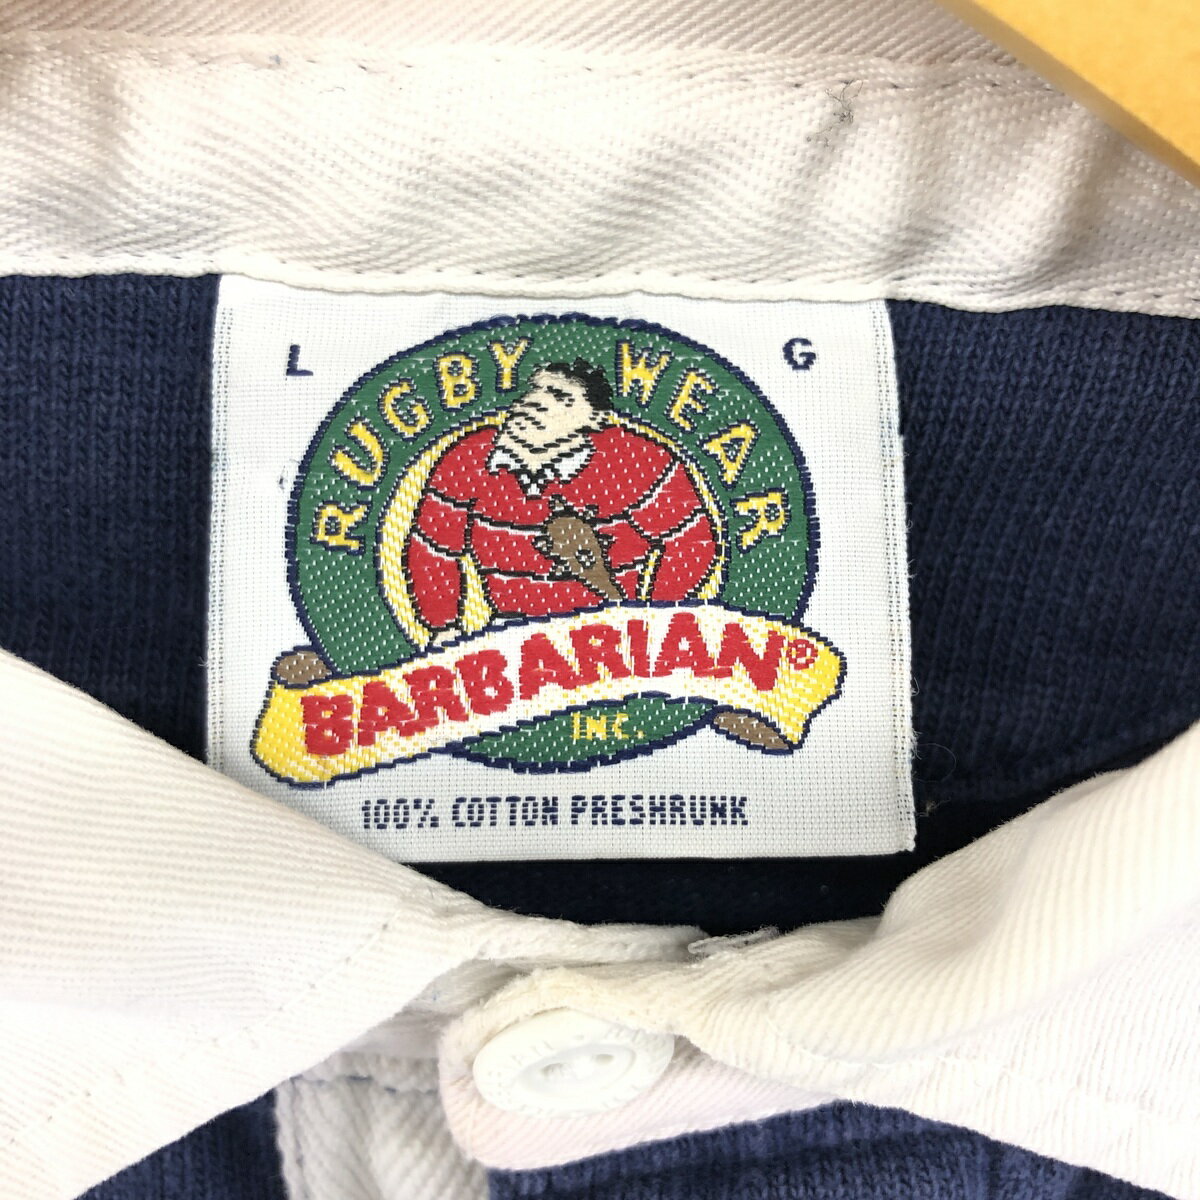 L G
RUGBY WEAR
BARBARIAN®
INC.
100% COTTON PRESHRUNK